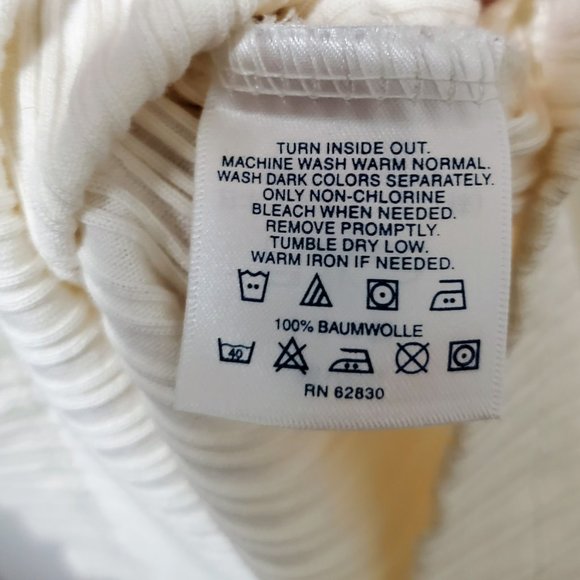 TURN INSIDE OUT.
MACHINE WASH WARM NORMAL.
WASH DARK COLORS SEPARATELY.
ONLY NON-CHLORINE
BLEACH WHEN NEEDED.
REMOVE PROMPTLY.
TUMBLE DRY LOW.
WARM IRON IF NEEDED.
100% BAUMWOLLE
40
RN 62830